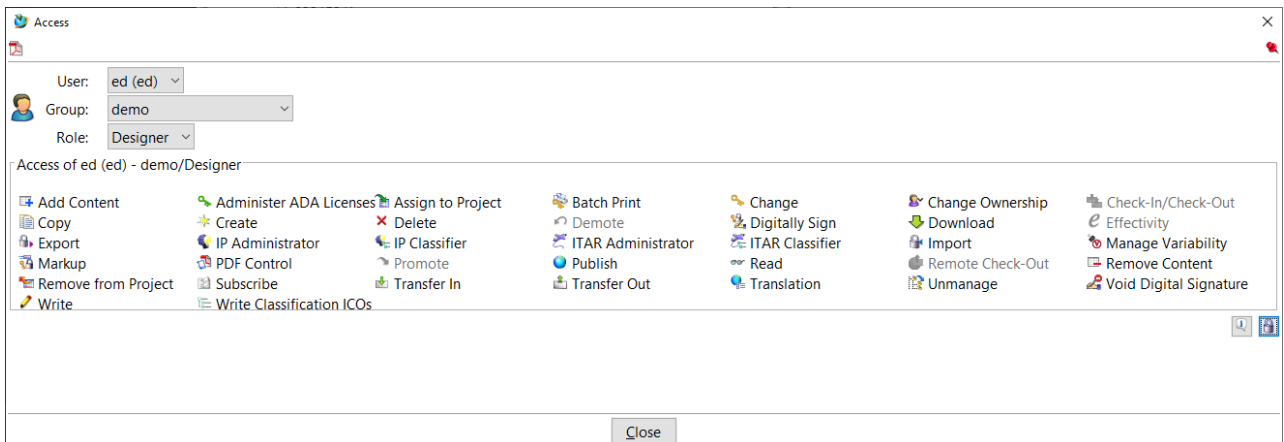 Access
User: ed (ed)
Group: demo
Role: Designer
Access of ed (ed) - demo/Designer
Add Content Administer ADA Licenses Assign to Project Batch Print Change Change Ownership Check-In/Check-Out
Copy Create Delete Demote Digitally Sign Download Effectivity
Export IP Administrator IP Classifier ITAR Administrator ITAR Classifier Import Manage Variability
Markup PDF Control Promote Publish Read Remote Check-Out Remove Content
Remove from Project Subscribe Transfer In Transfer Out Translation Unmanage Void Digital Signature
Write Write Classification ICOs
Close